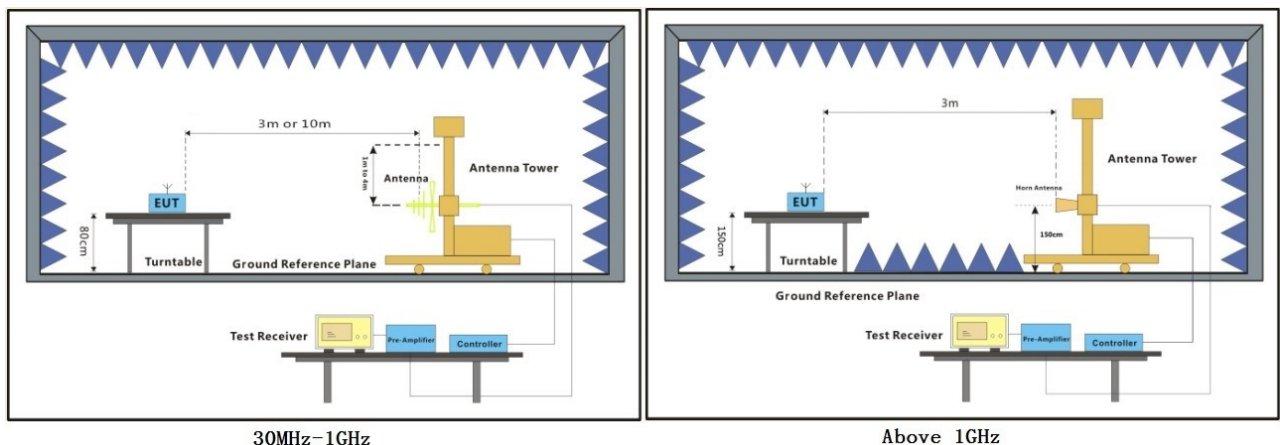 3m or 10m
1m to 4m
Antenna
Antenna Tower
EUT
80cm
Turntable
Ground Reference Plane
Test Receiver
Pre-Amplifier
Controller
30MHz-1GHz
3m
Antenna Tower
Horn Antenna
EUT
150cm
150cm
Turntable
Ground Reference Plane
Test Receiver
Pre-Amplifier
Controller
Above 1GHz